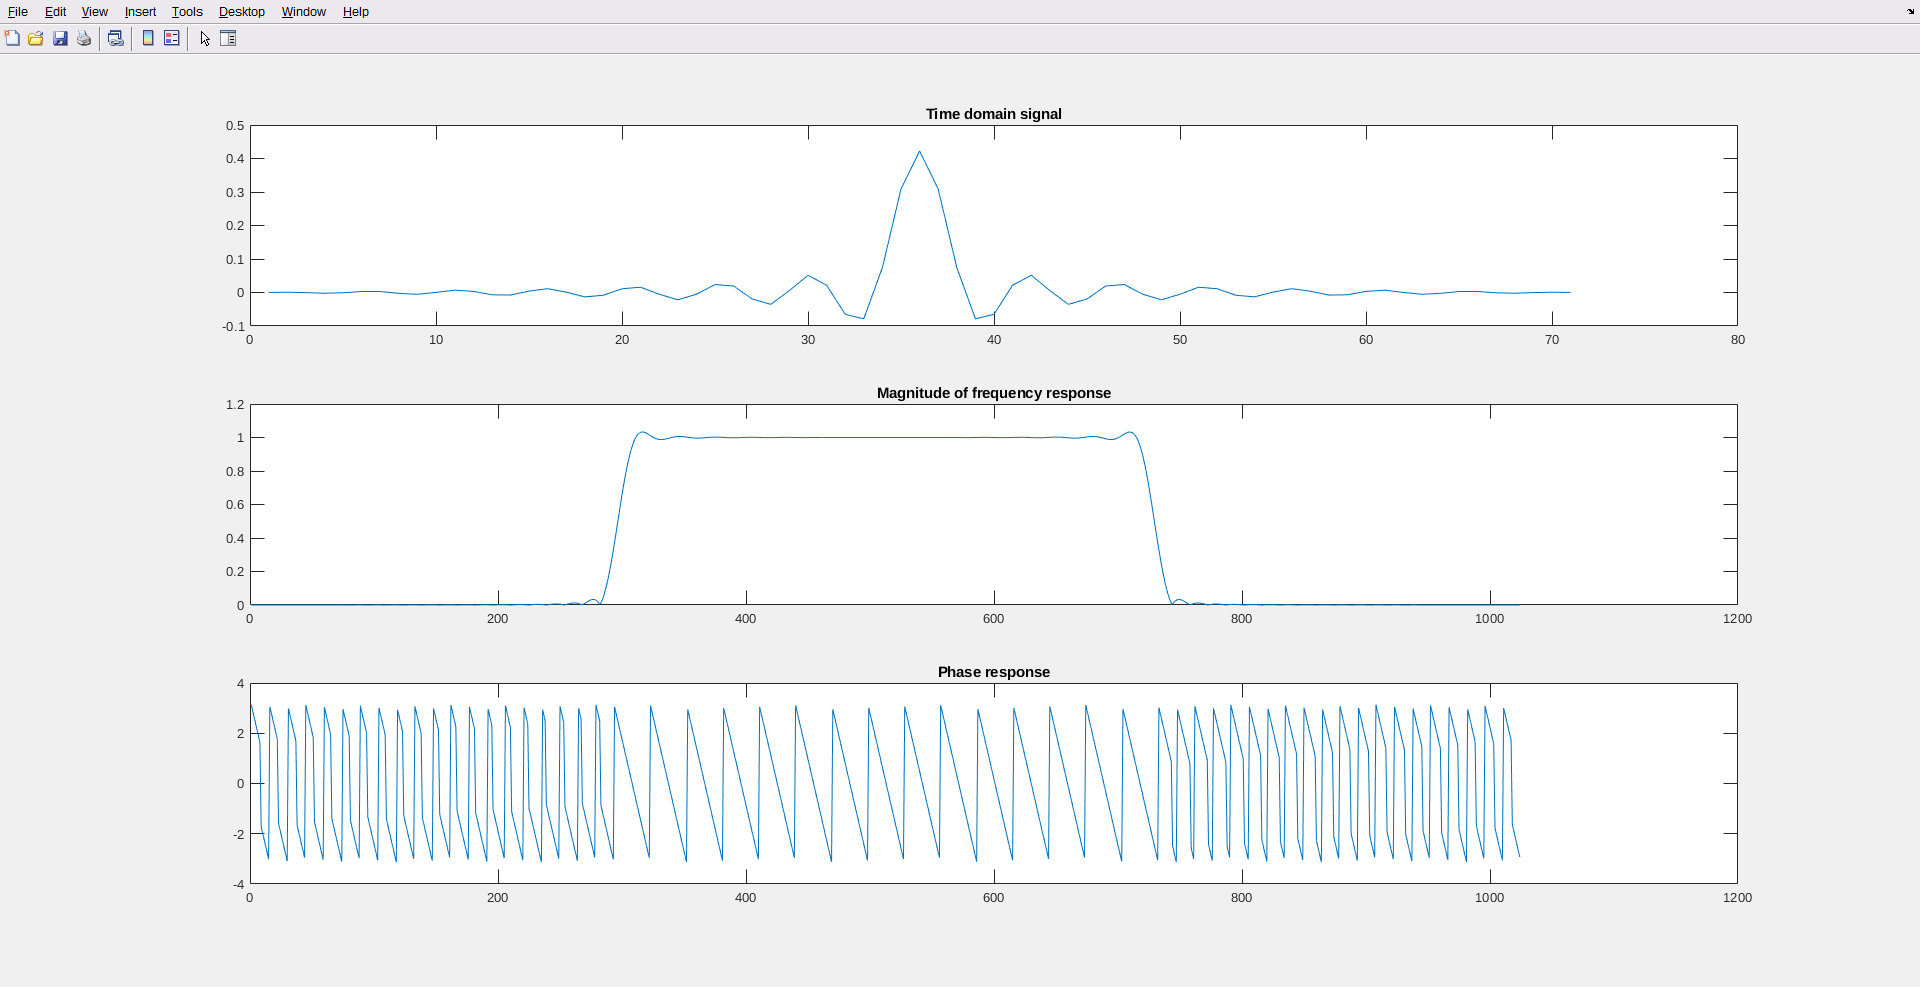 File Edit View Insert Tools Desktop Window Help
Time domain signal
0.5
0.4
0.3
0.2
0.1
0
-0.1
0 10 20 30 40 50 60 70 80
Magnitude of frequency response
1.2
1
0.8
0.6
0.4
0.2
0
0 200 400 600 800 1000 1200
Phase response
4
2
0
-2
-4
0 200 400 600 800 1000 1200